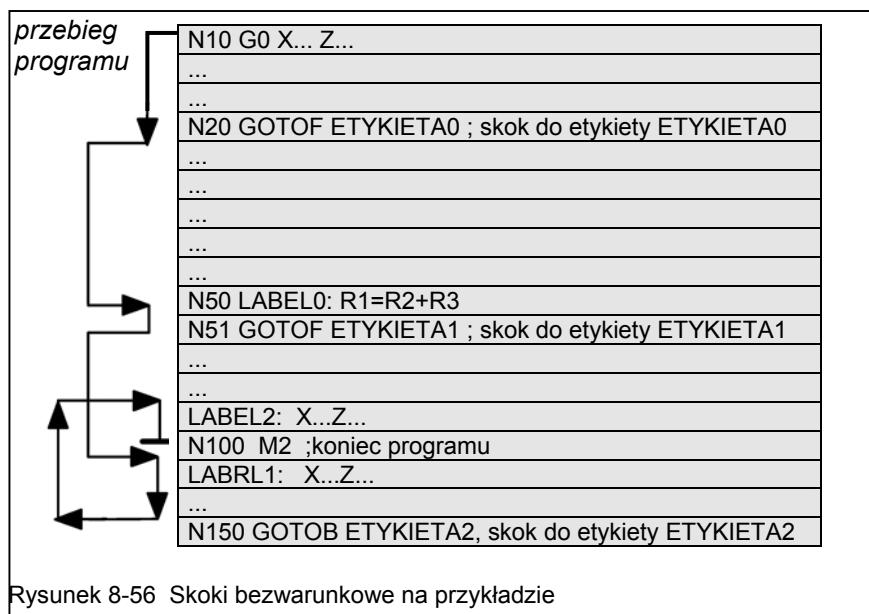 przebieg
programu
N10 G0 X... Z...
...
...
N20 GOTOF ETYKIETA0 ; skok do etykiety ETYKIETA0
...
...
...
...
...
N50 LABEL0: R1=R2+R3
N51 GOTOF ETYKIETA1 ; skok do etykiety ETYKIETA1
...
...
LABEL2: X...Z...
N100 M2 ;koniec programu
LABRL1: X...Z...
...
N150 GOTOB ETYKIETA2, skok do etykiety ETYKIETA2
Rysunek 8-56 Skoki bezwarunkowe na przykładzie